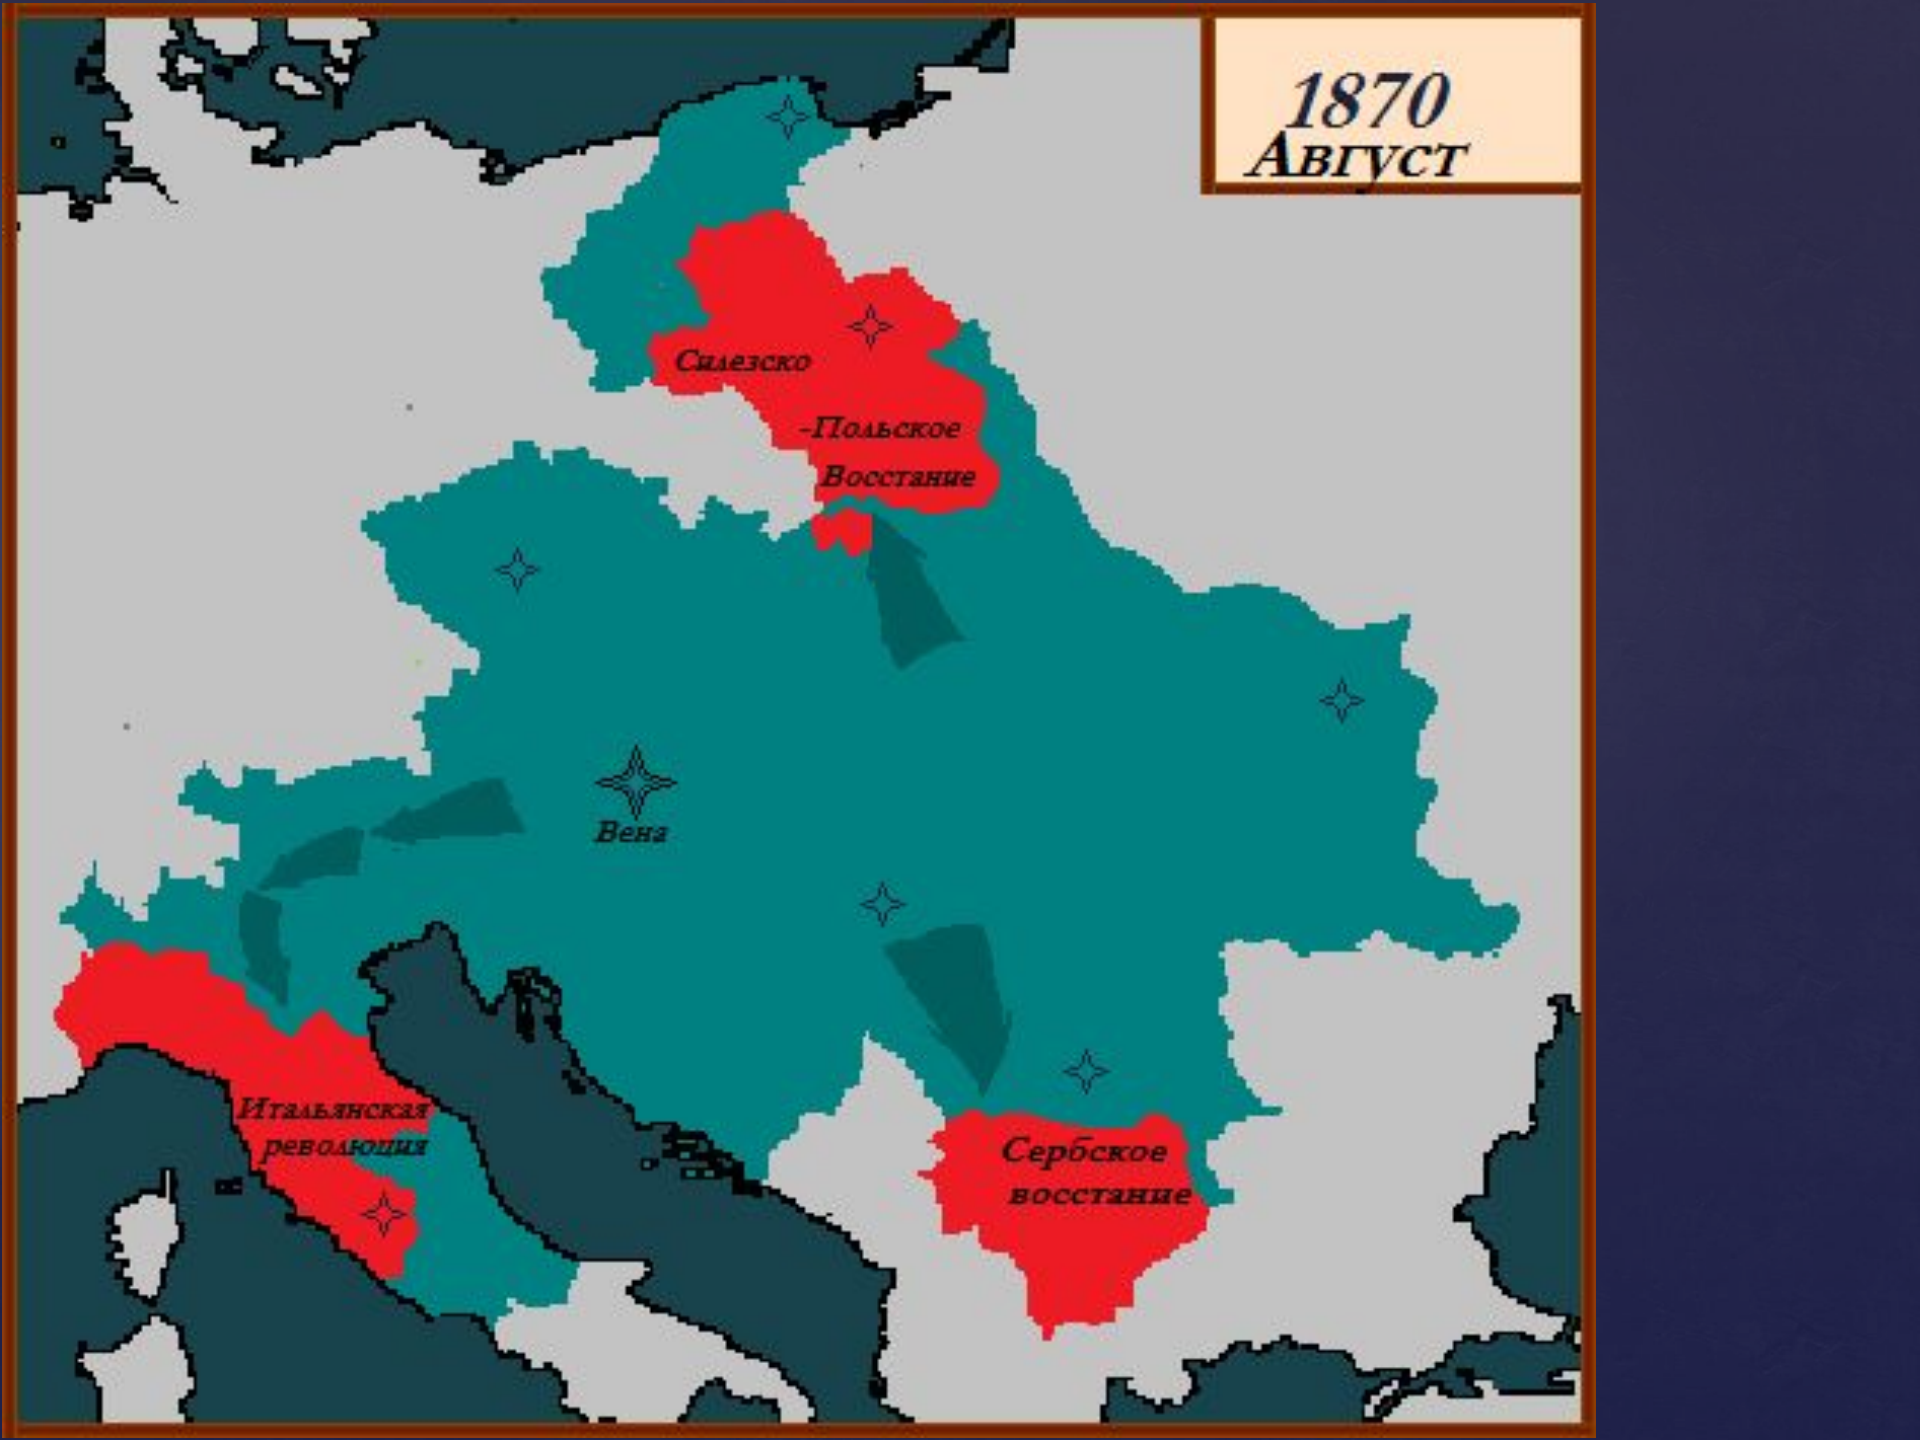 1870
Август
Силезско
-Польское
Восстание
Вена
Итальянская
революция
Сербское
восстание